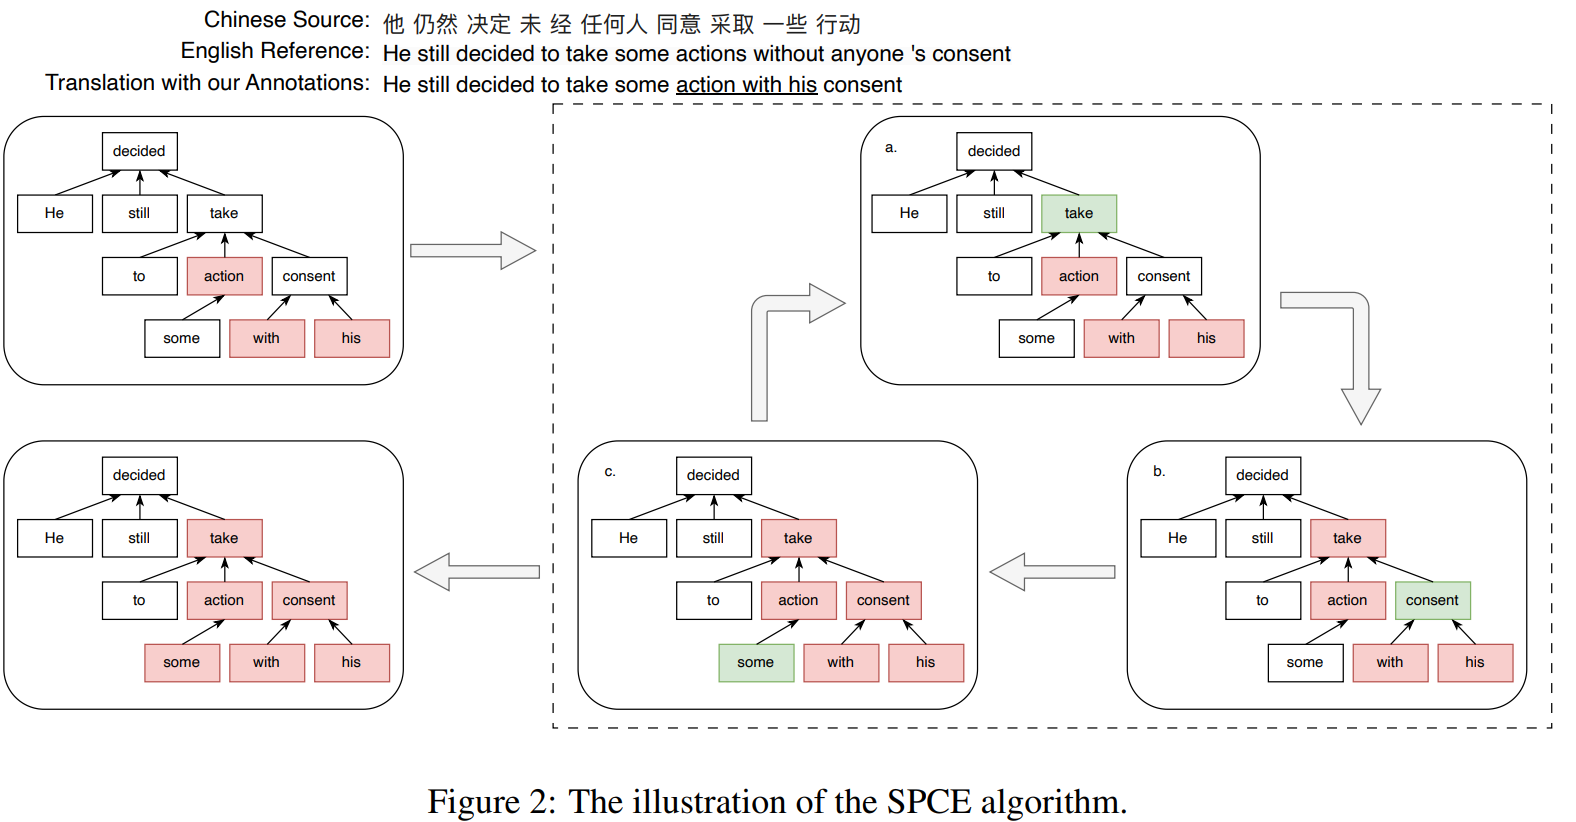 Chinese Source: 他 仍然 决定 未 经 任何人 同意 采取 一些 行动
English Reference: He still decided to take some actions without anyone 's consent
Translation with our Annotations: He still decided to take some action with his consent
decided
He still take
to action consent
some with his
a.
decided
He still take
to action consent
some with his
decided
He still take
to action consent
some with his
c.
decided
He still take
to action consent
some with his
b.
decided
He still take
to action consent
some with his
Figure 2: The illustration of the SPCE algorithm.